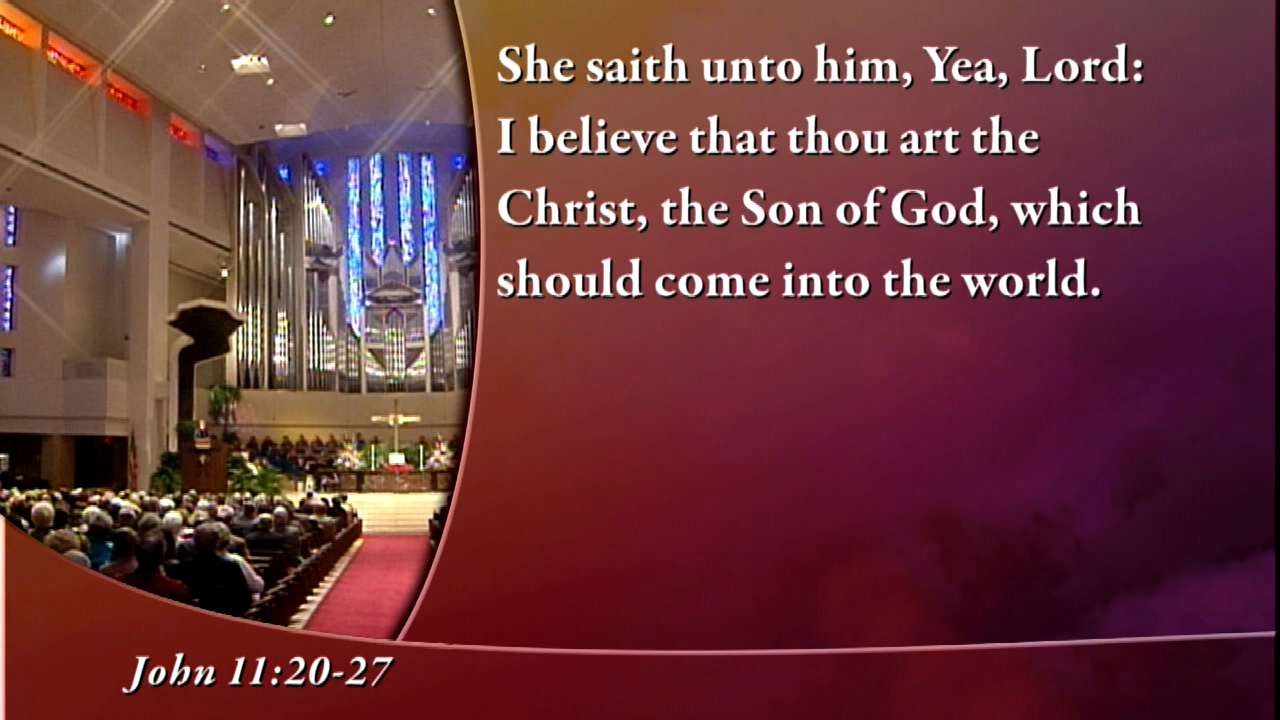 She saith unto him, Yea, Lord:
I believe that thou art the
Christ, the Son of God, which
should come into the world.
John 11:20-27